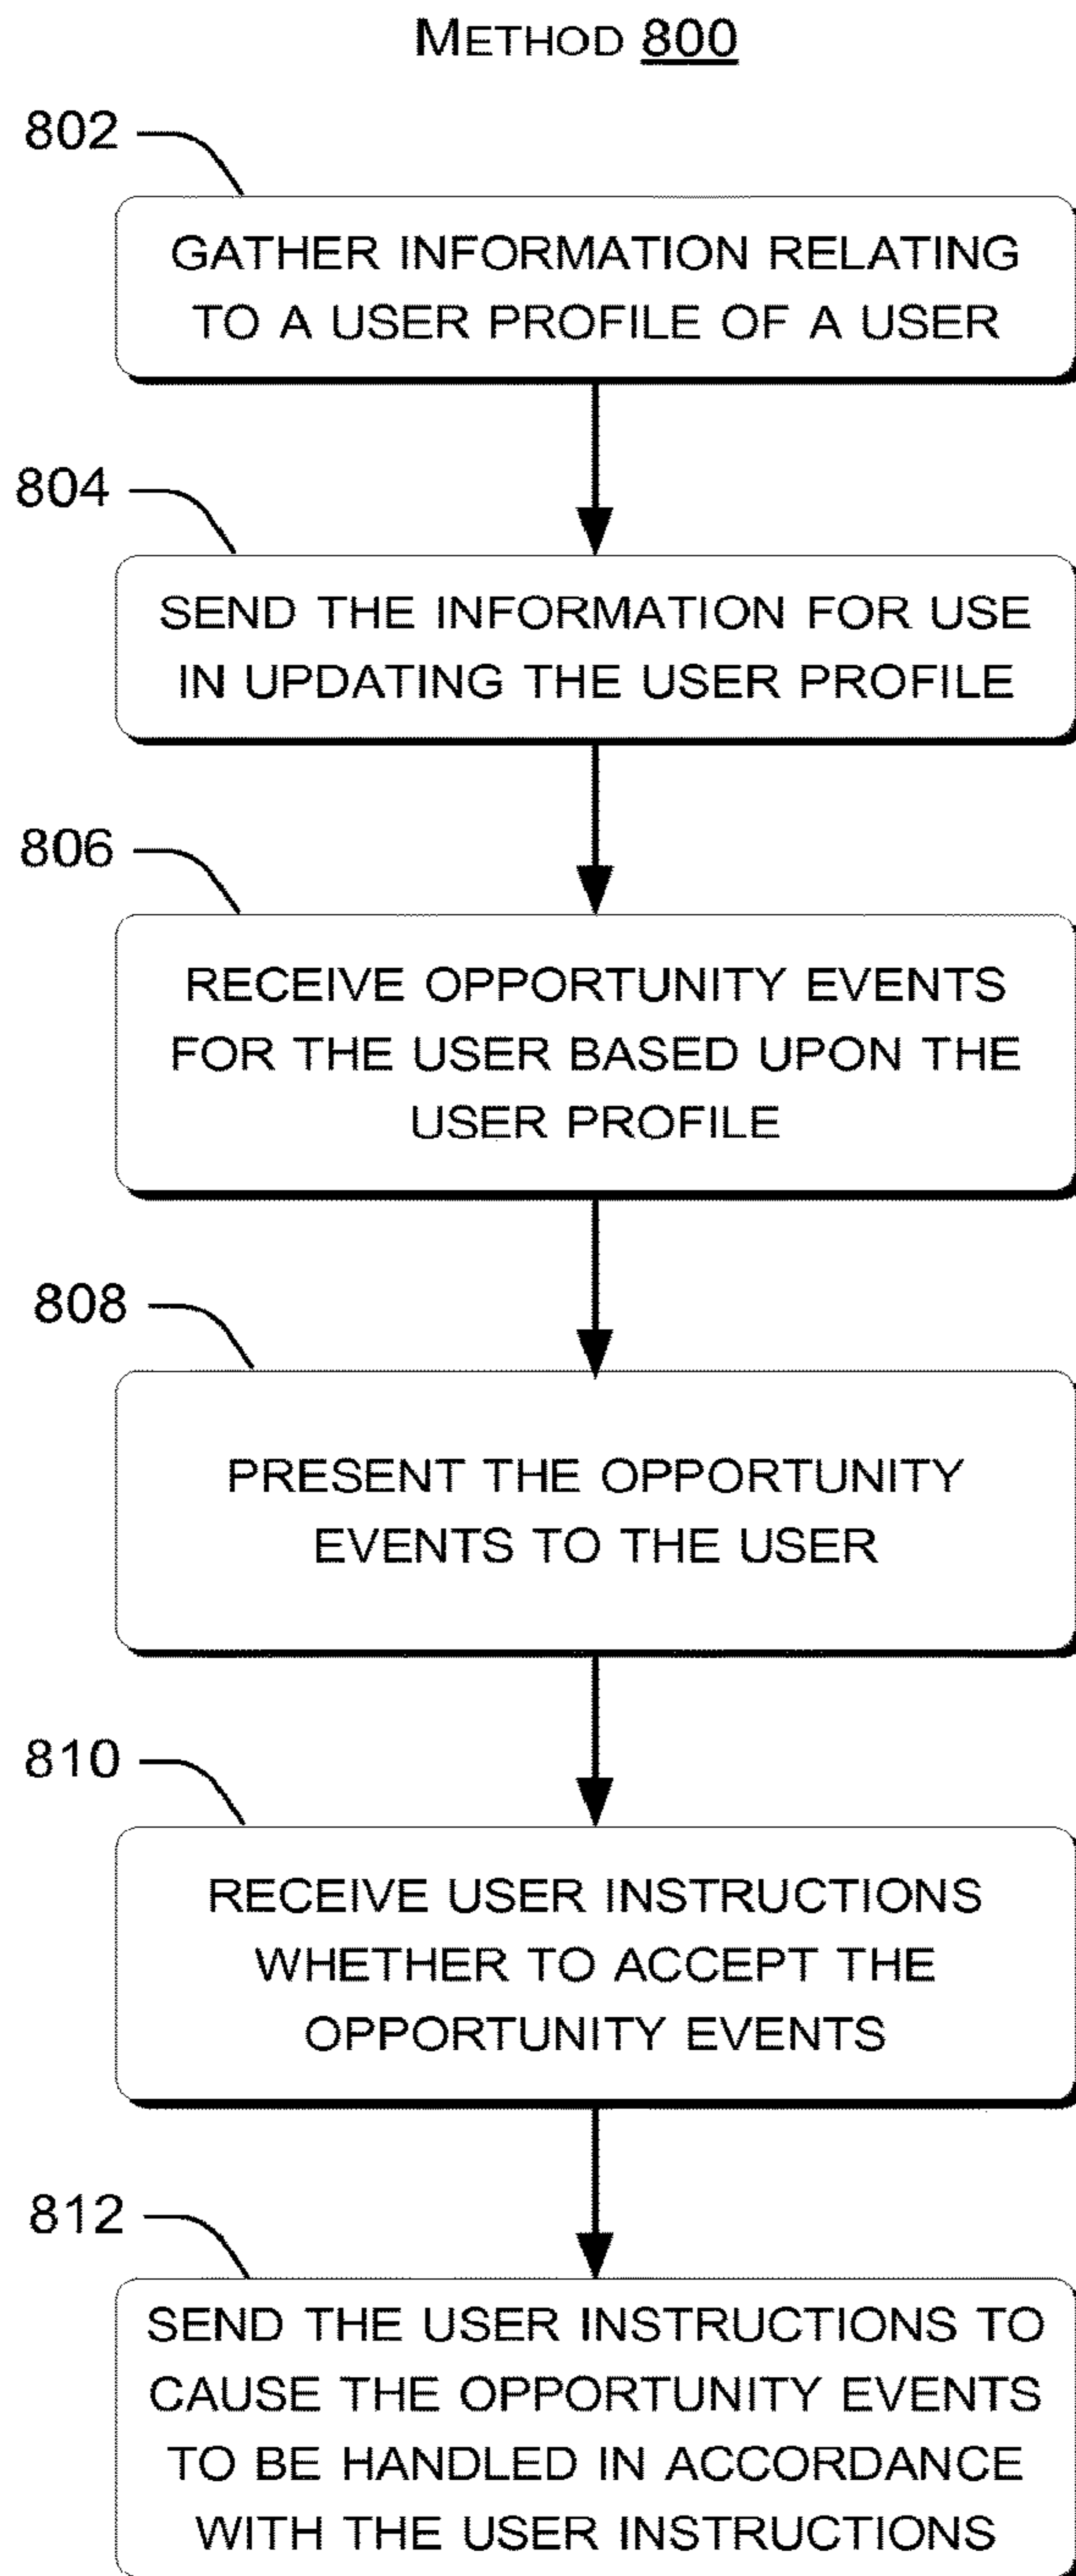 METHOD 800
802
GATHER INFORMATION RELATING
TO A USER PROFILE OF A USER
804
SEND THE INFORMATION FOR USE
IN UPDATING THE USER PROFILE
806
RECEIVE OPPORTUNITY EVENTS
FOR THE USER BASED UPON THE
USER PROFILE
808
PRESENT THE OPPORTUNITY
EVENTS TO THE USER
810
RECEIVE USER INSTRUCTIONS
WHETHER TO ACCEPT THE
OPPORTUNITY EVENTS
812
SEND THE USER INSTRUCTIONS TO
CAUSE THE OPPORTUNITY EVENTS
TO BE HANDLED IN ACCORDANCE
WITH THE USER INSTRUCTIONS